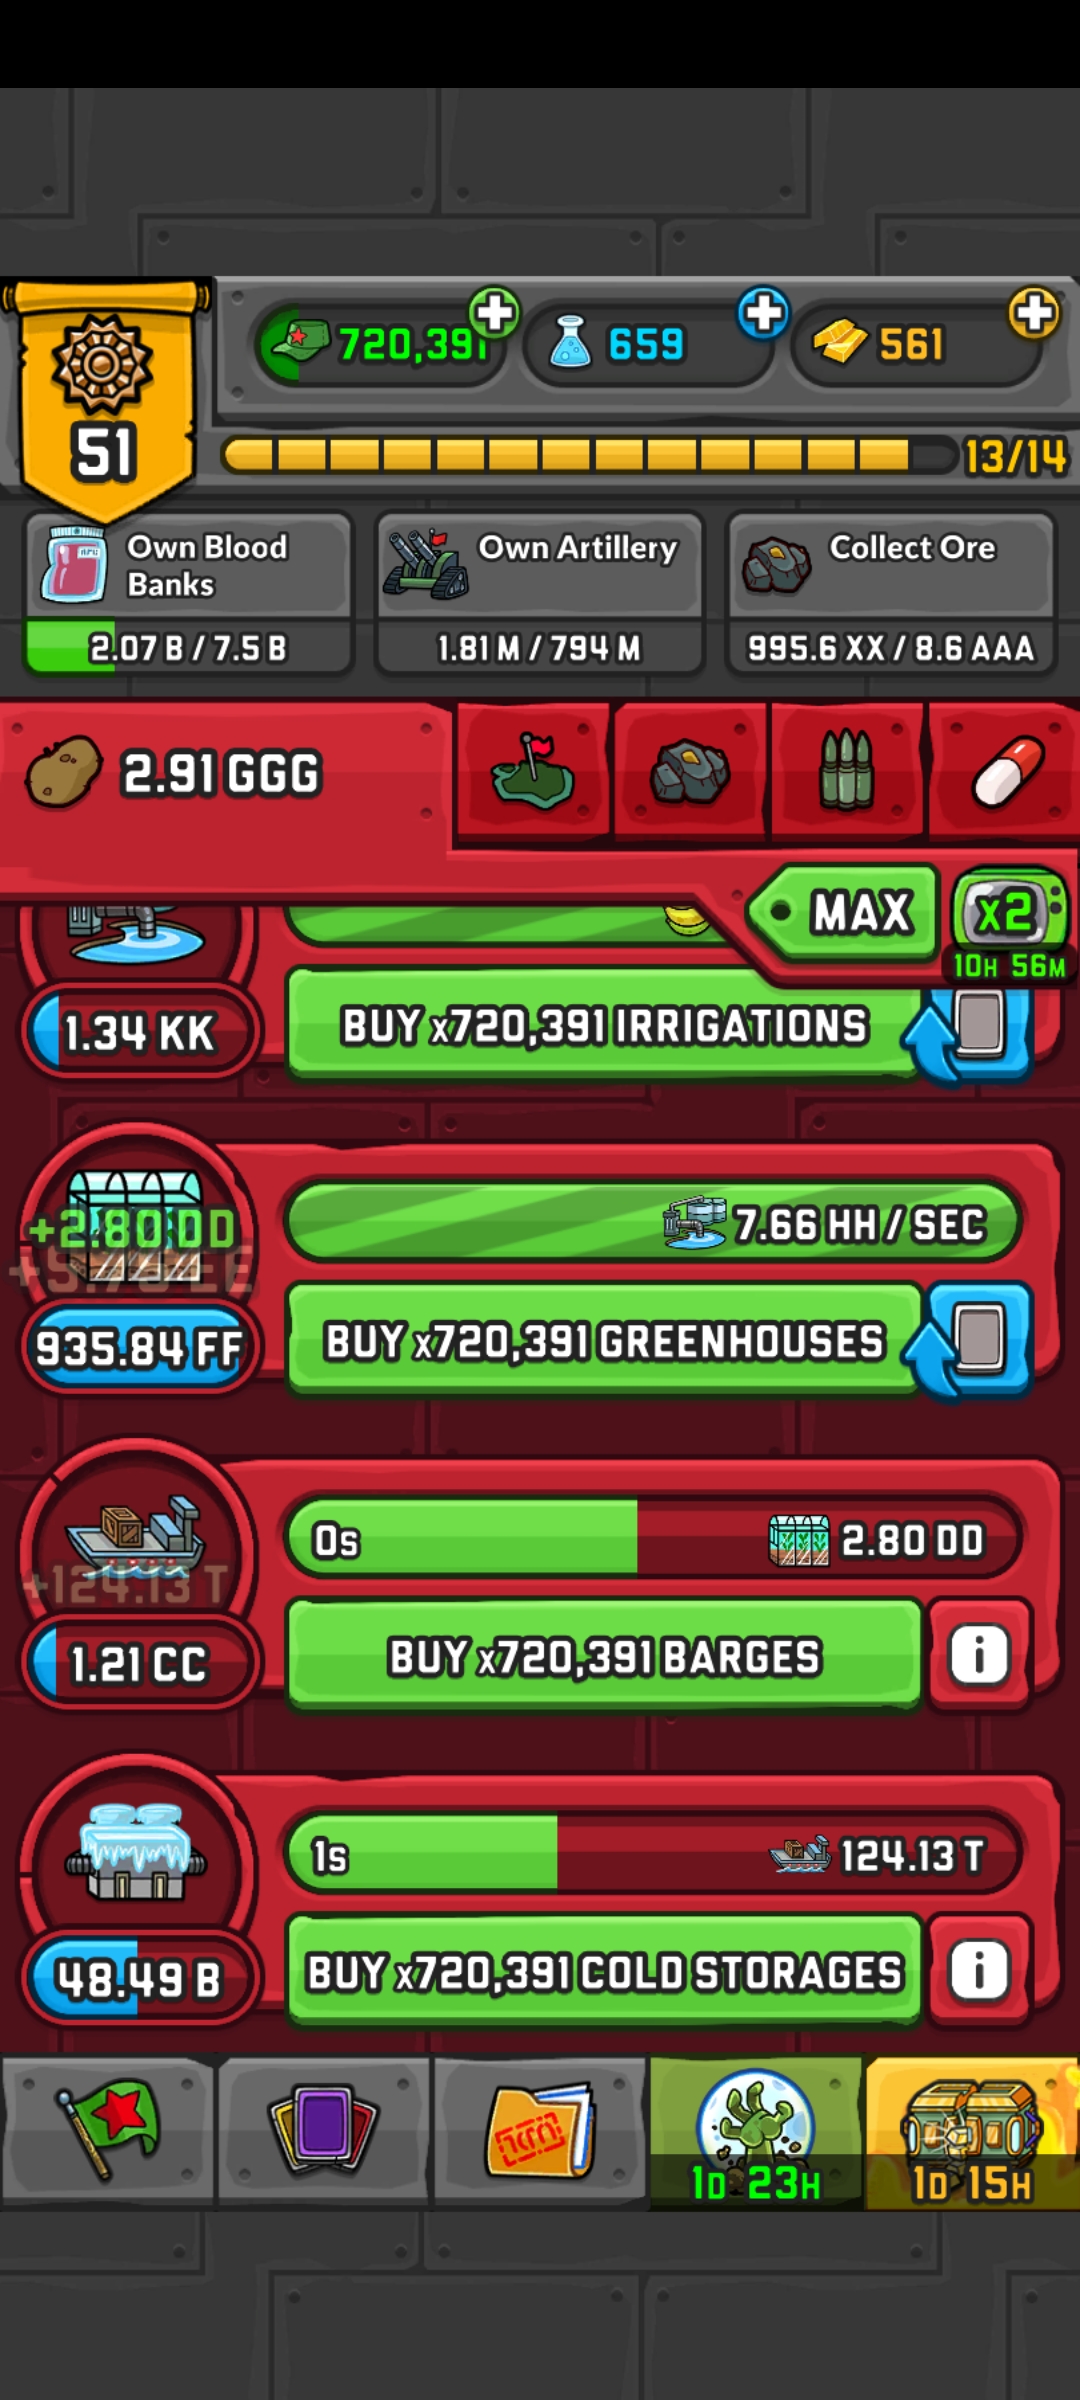 720,391
659
561
51
13/14
Own Blood
Banks
2.07 B / 7.5 B
Own Artillery
1.81 M / 794 M
Collect Ore
995.6 XX / 8.6 AAA
2.91 GGG
MAX
x2
10H 56M
1.34 KK
BUY x720,391 IRRIGATIONS
+2.80 DD
7.66 HH / SEC
935.84 FF
BUY x720,391 GREENHOUSES
0s
2.80 DD
+124.13 T
1.21 CC
BUY x720,391 BARGES
1s
124.13 T
48.49 B
BUY x720,391 COLD STORAGES
1D 23H
1D 15H